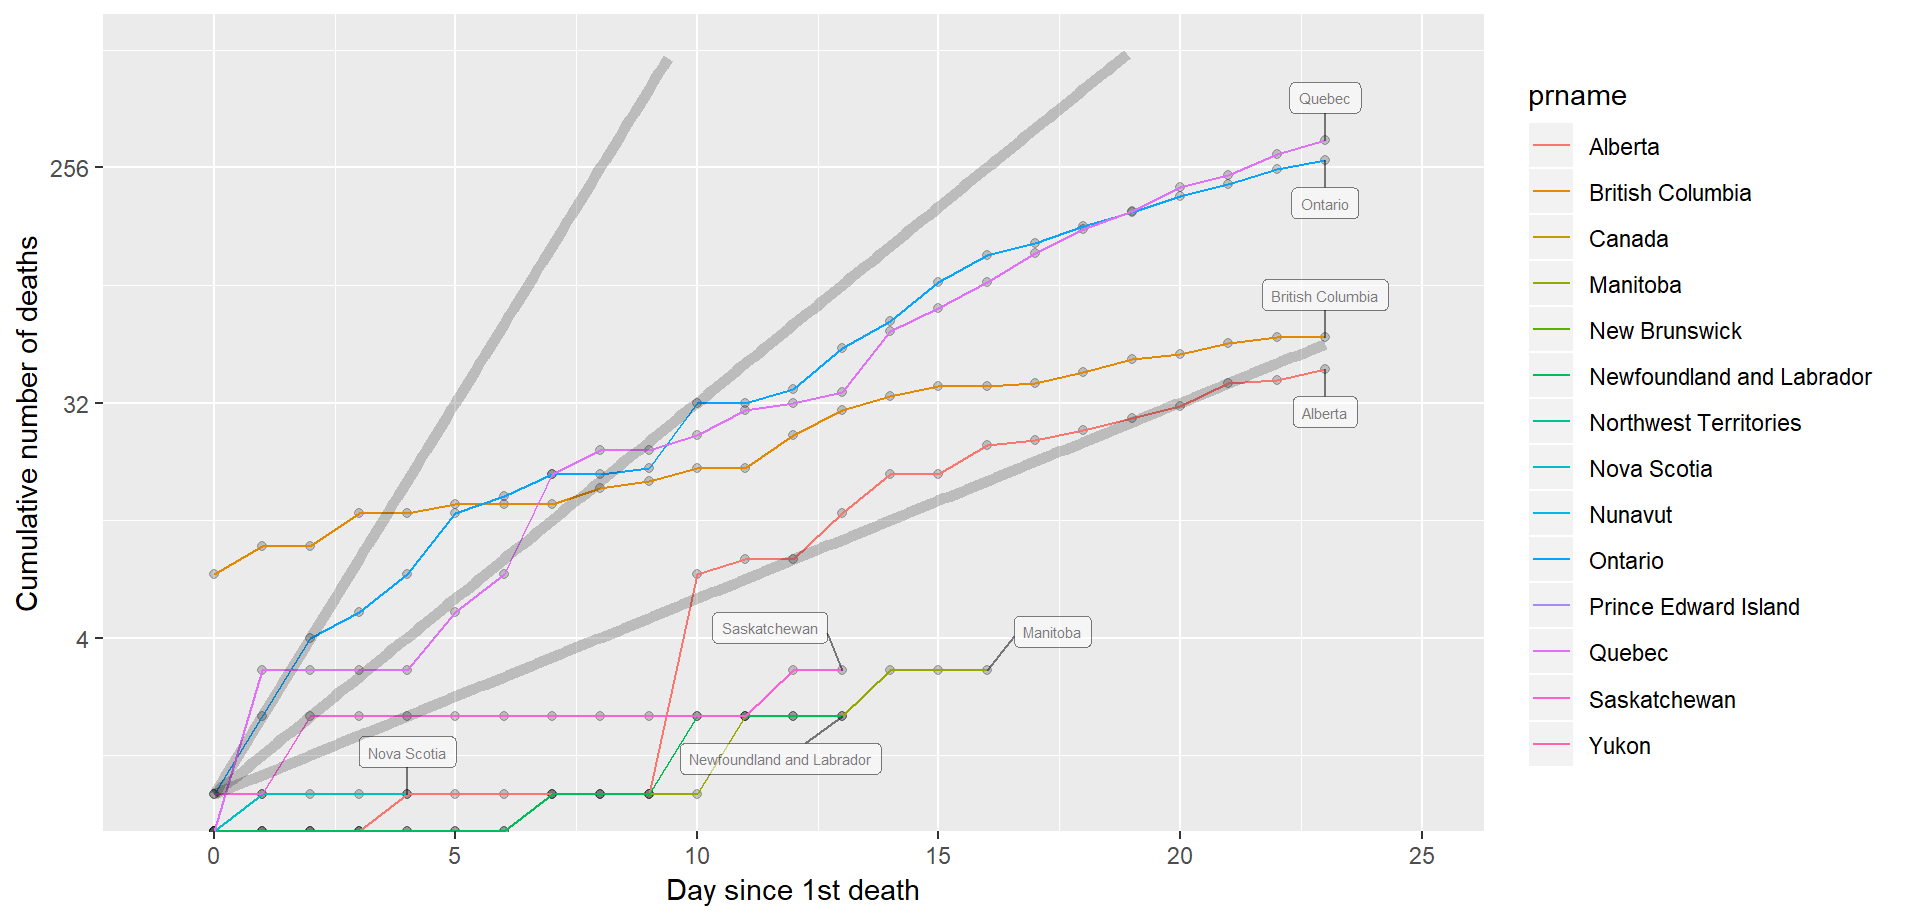 Quebec
256
Ontario
British Columbia
32
Alberta
Saskatchewan
Manitoba
4
Nova Scotia
Newfoundland and Labrador
0
5
10
15
20
25
Day since 1st death
Cumulative number of deaths
prname
Alberta
British Columbia
Canada
Manitoba
New Brunswick
Newfoundland and Labrador
Northwest Territories
Nova Scotia
Nunavut
Ontario
Prince Edward Island
Quebec
Saskatchewan
Yukon